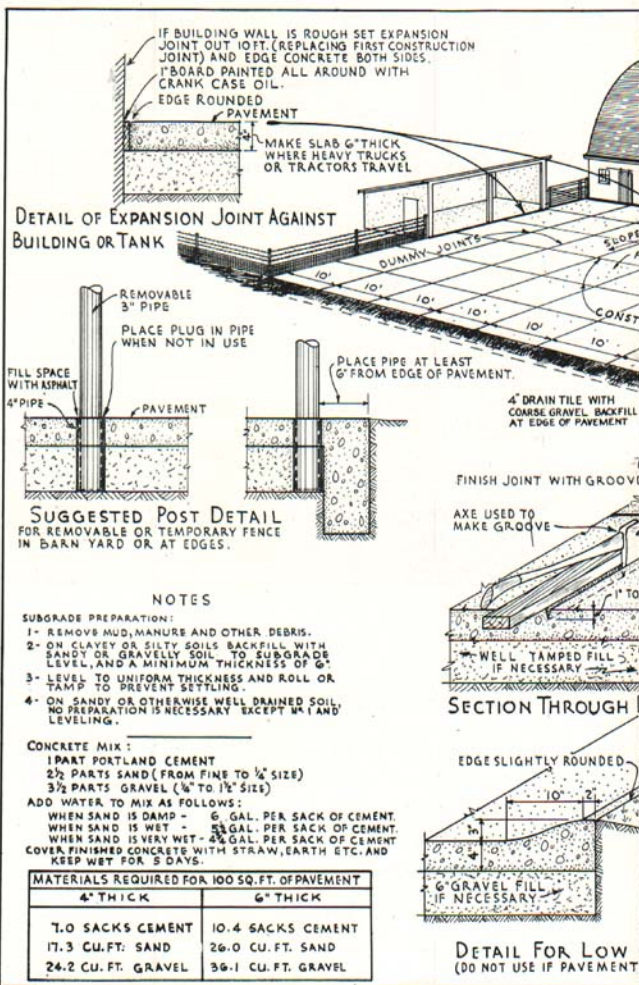 IF BUILDING WALL IS ROUGH SET EXPANSION
JOINT OUT 10 FT. (REPLACING FIRST CONSTRUCTION
JOINT) AND EDGE CONCRETE BOTH SIDES.
1" BOARD PAINTED ALL AROUND WITH
CRANK CASE OIL.
EDGE ROUNDED
PAVEMENT
4"
MAKE SLAB 6" THICK
WHERE HEAVY TRUCKS
OR TRACTORS TRAVEL
DETAIL OF EXPANSION JOINT AGAINST
BUILDING OR TANK
DUMMY JOINTS
SLOPE
CONST
10' 10' 10' 10' 10' 10'
REMOVABLE
3" PIPE
PLACE PLUG IN PIPE
WHEN NOT IN USE
FILL SPACE
WITH ASPHALT
4" PIPE
PAVEMENT
PLACE PIPE AT LEAST
6" FROM EDGE OF PAVEMENT.
4" DRAIN TILE WITH
COARSE GRAVEL BACKFILL
AT EDGE OF PAVEMENT
SUGGESTED POST DETAIL
FOR REMOVABLE OR TEMPORARY FENCE
IN BARN YARD OR AT EDGES.
FINISH JOINT WITH GROOVE
AXE USED TO
MAKE GROOVE
1" TO
WELL TAMPED FILL
IF NECESSARY
SECTION THROUGH
NOTES
SUBGRADE PREPARATION:
1- REMOVE MUD, MANURE AND OTHER DEBRIS.
2- ON CLAYEY OR SILTY SOILS BACKFILL WITH
SANDY OR GRAVELLY SOIL TO SUBGRADE
LEVEL, AND A MINIMUM THICKNESS OF 6".
3- LEVEL TO UNIFORM THICKNESS AND ROLL OR
TAMP TO PREVENT SETTLING.
4- ON SANDY OR OTHERWISE WELL DRAINED SOIL,
NO PREPARATION IS NECESSARY EXCEPT Nº 1 AND
LEVELING.
CONCRETE MIX:
1 PART PORTLAND CEMENT
2½ PARTS SAND (FROM FINE TO ¼" SIZE)
3½ PARTS GRAVEL (¼" TO 1½" SIZE)
ADD WATER TO MIX AS FOLLOWS:
WHEN SAND IS DAMP - 6 GAL. PER SACK OF CEMENT.
WHEN SAND IS WET - GAL. PER SACK OF CEMENT.
WHEN SAND IS VERY WET - GAL. PER SACK OF CEMENT.
COVER FINISHED CONCRETE WITH STRAW, EARTH ETC. AND
KEEP WET FOR 5 DAYS.
MATERIALS REQUIRED FOR 100 SQ. FT. OF PAVEMENT
4" THICK 6" THICK
7.0 SACKS CEMENT 10.4 SACKS CEMENT
17.3 CU. FT. SAND 26.0 CU. FT. SAND
24.2 CU. FT. GRAVEL 36.1 CU. FT. GRAVEL
EDGE SLIGHTLY ROUNDED
10" 2"
3"
4"
6" GRAVEL FILL
IF NECESSARY
DETAIL FOR LOW
(DO NOT USE IF PAVEMENT